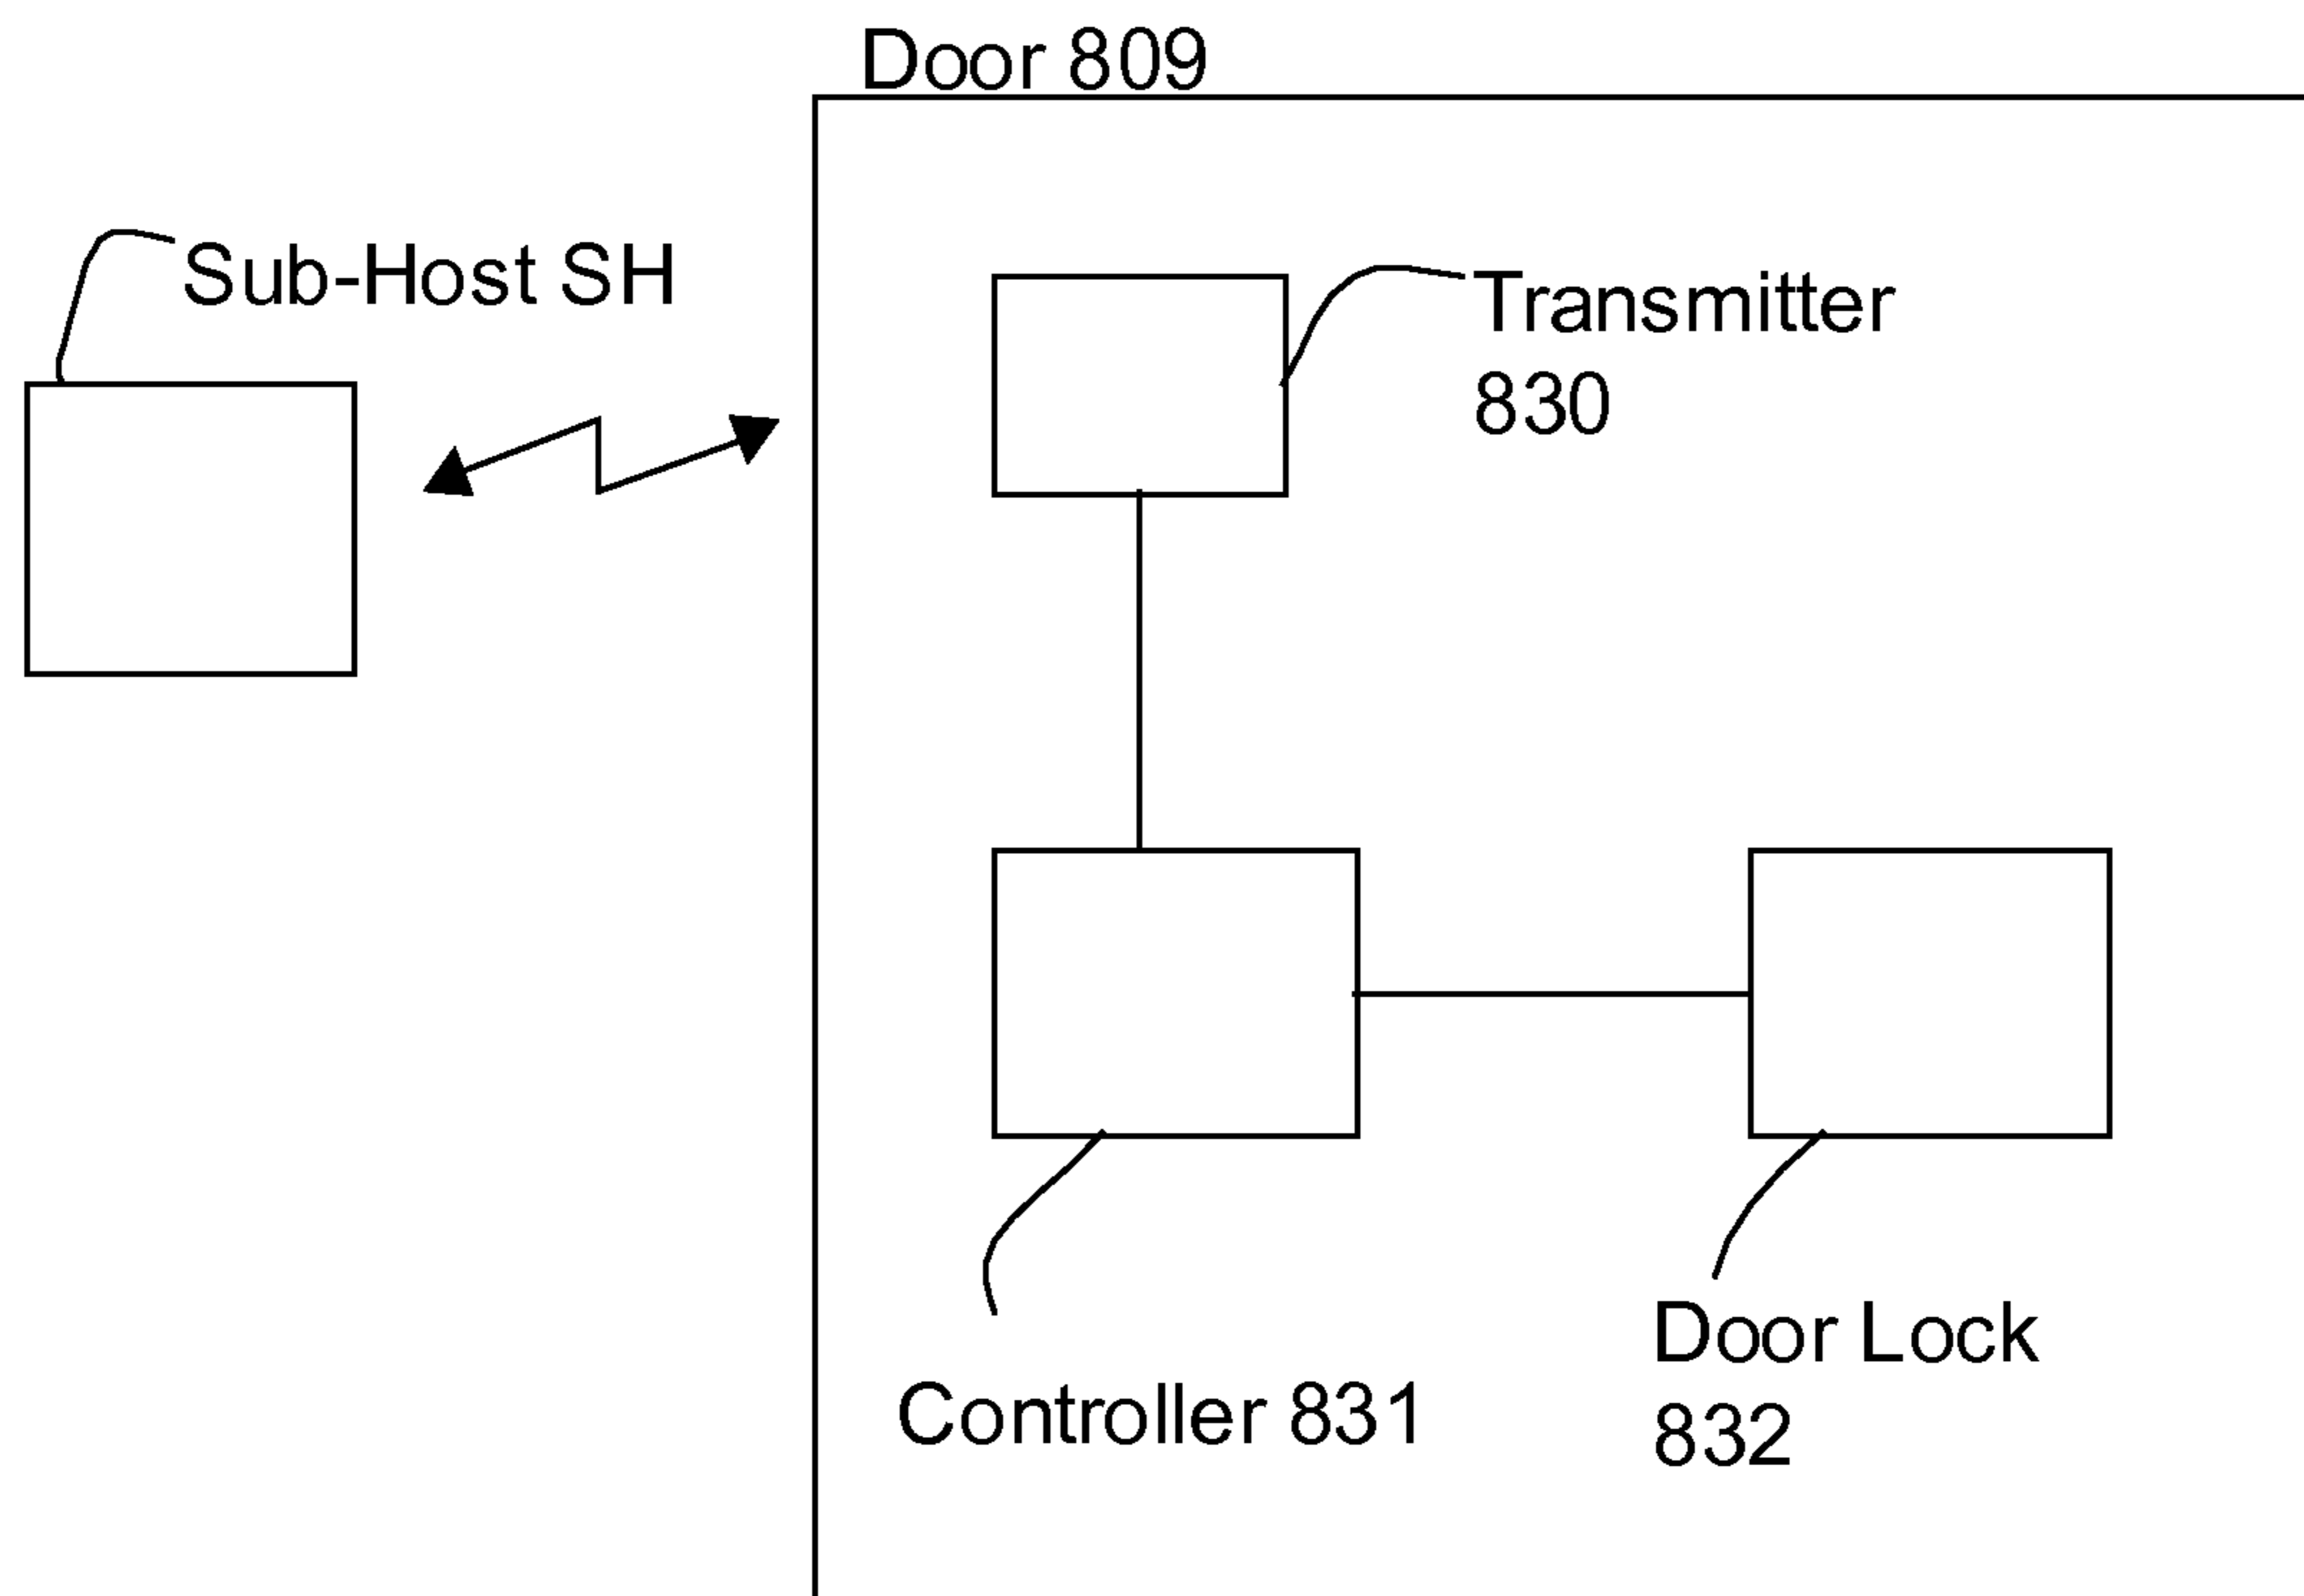 Door 809
Sub-Host SH
Transmitter
830
Controller 831
Door Lock
832